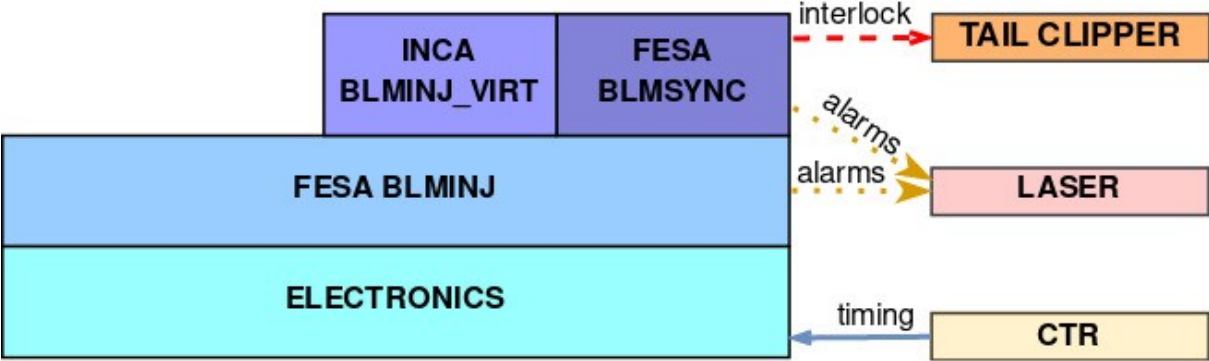 interlock
TAIL CLIPPER
INCA
BLMINJ_VIRT
FESA
BLMSYNC
alarms
alarms
LASER
FESA BLMINJ
ELECTRONICS
timing
CTR